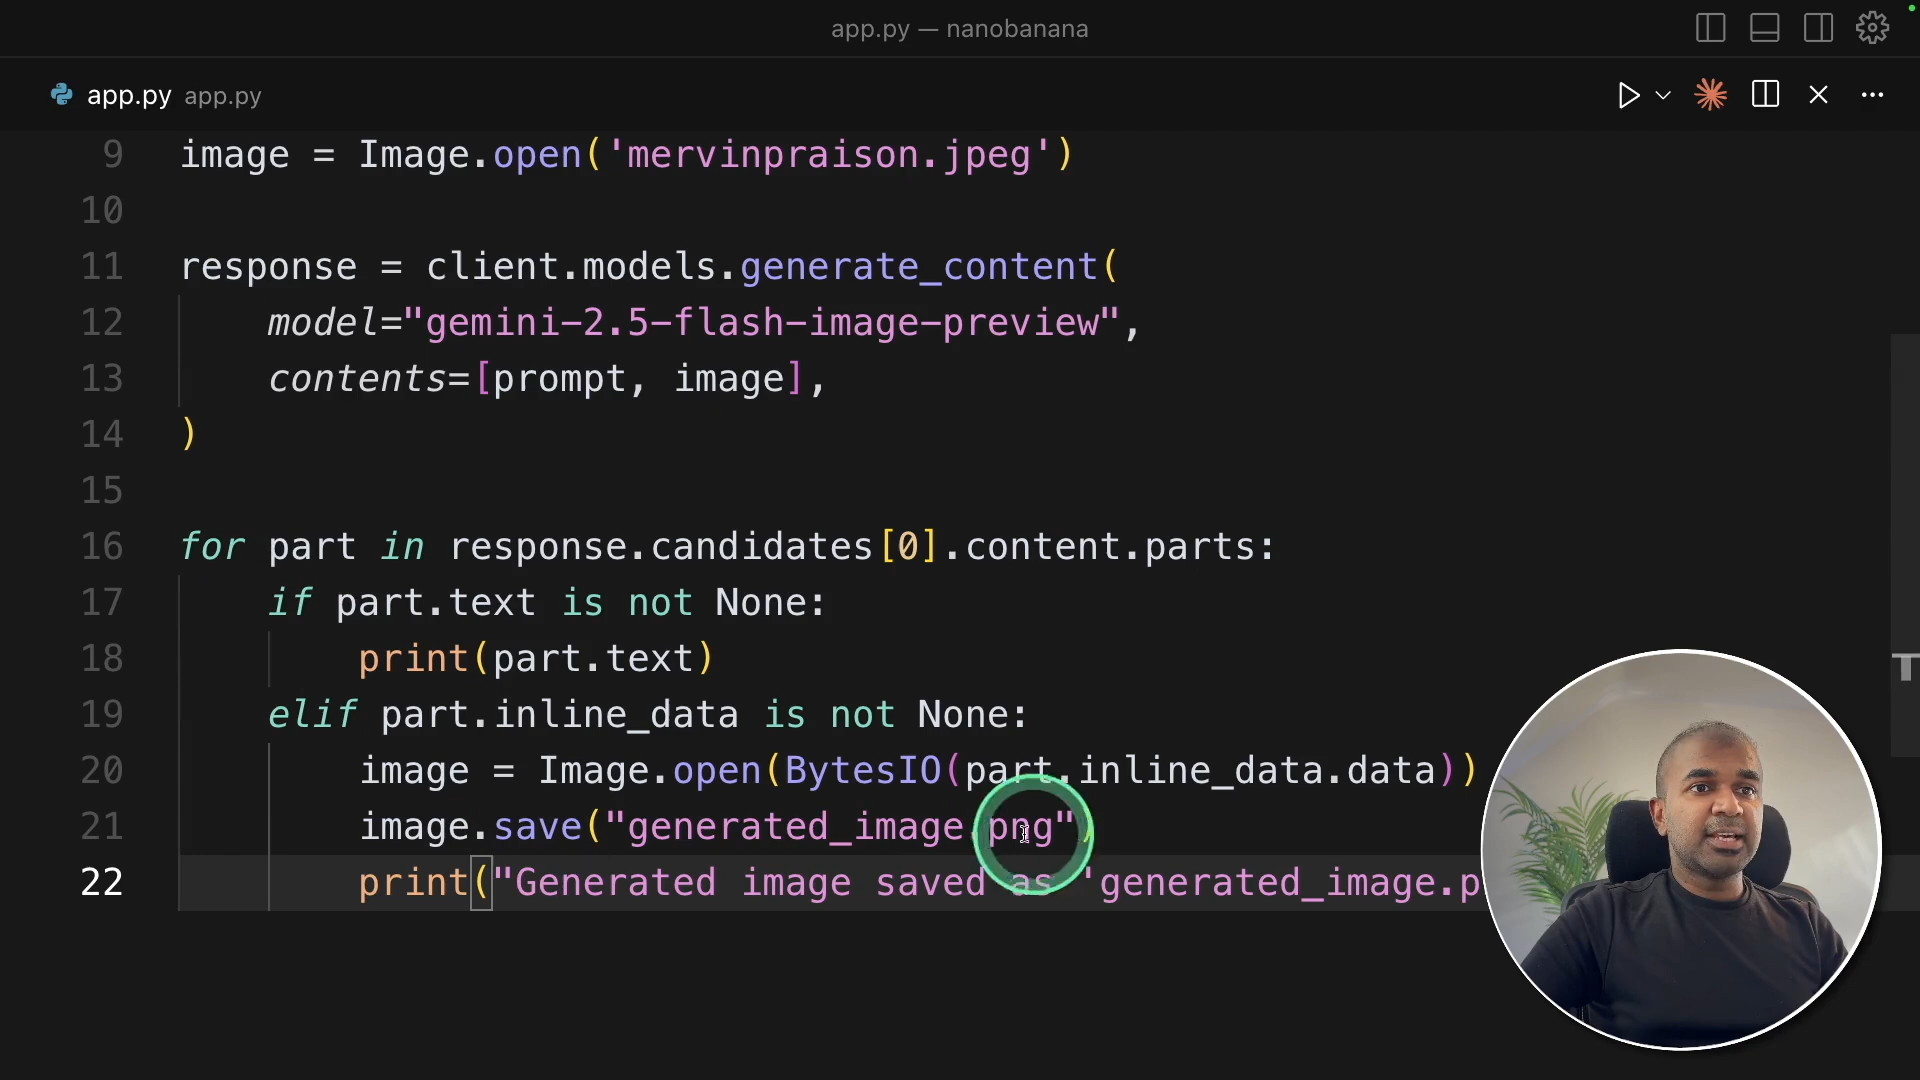 app.py — nanobanana
app.py app.py
9 image = Image.open('mervinpraison.jpeg')
10
11 response = client.models.generate_content(
12     model="gemini-2.5-flash-image-preview",
13     contents=[prompt, image],
14 )
15
16 for part in response.candidates[0].content.parts:
17     if part.text is not None:
18         print(part.text)
19     elif part.inline_data is not None:
20         image = Image.open(BytesIO(part.inline_data.data))
21         image.save("generated_image.png")
22         print("Generated image saved as 'generated_image.p